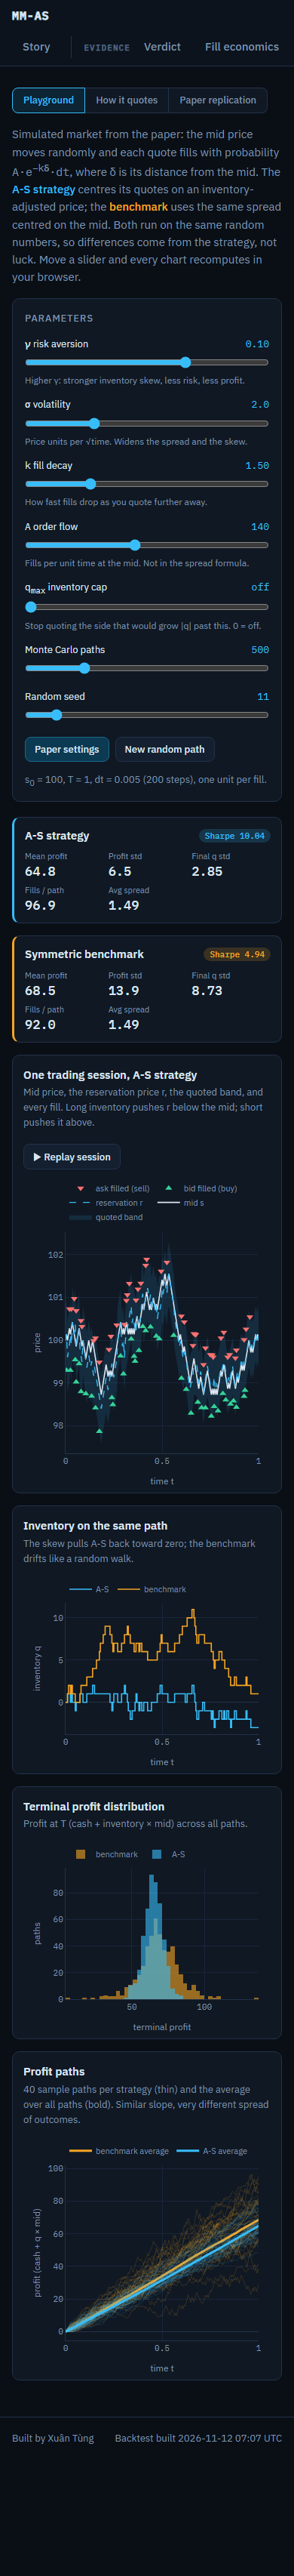 MM-AS
Story EVIDENCE Verdict Fill economics
Playground How it quotes Paper replication
Simulated market from the paper: the mid price
moves randomly and each quote fills with probability
A·e^−kδ·dt, where δ is its distance from the mid. The
A-S strategy centres its quotes on an inventory-
adjusted price; the benchmark uses the same spread
centred on the mid. Both run on the same random
numbers, so differences come from the strategy, not
luck. Move a slider and every chart recomputes in
your browser.
PARAMETERS
γ risk aversion 0.10
Higher γ: stronger inventory skew, less risk, less profit.
σ volatility 2.0
Price units per √time. Widens the spread and the skew.
k fill decay 1.50
How fast fills drop as you quote further away.
A order flow 140
Fills per unit time at the mid. Not in the spread formula.
qmax inventory cap off
Stop quoting the side that would grow |q| past this. 0 = off.
Monte Carlo paths 500
Random seed 11
Paper settings New random path
s0 = 100, T = 1, dt = 0.005 (200 steps), one unit per fill.
A-S strategy Sharpe 10.04
Mean profit Profit std Final q std
64.8 6.5 2.85
Fills / path Avg spread
96.9 1.49
Symmetric benchmark Sharpe 4.94
Mean profit Profit std Final q std
68.5 13.9 8.73
Fills / path Avg spread
92.0 1.49
One trading session, A-S strategy
Mid price, the reservation price r, the quoted band, and
every fill. Long inventory pushes r below the mid; short
pushes it above.
▶ Replay session
ask filled (sell) bid filled (buy)
reservation r mid s
quoted band
102
101
100
99
98
price
0 0.5 1
time t
Inventory on the same path
The skew pulls A-S back toward zero; the benchmark
drifts like a random walk.
A-S benchmark
10
5
0
inventory q
0 0.5 1
time t
Terminal profit distribution
Profit at T (cash + inventory × mid) across all paths.
benchmark A-S
80
60
40
20
0
paths
50 100
terminal profit
Profit paths
40 sample paths per strategy (thin) and the average
over all paths (bold). Similar slope, very different spread
of outcomes.
benchmark average A-S average
100
80
60
40
20
0
profit (cash + q × mid)
0 0.5 1
time t
Built by Xuân Tùng Backtest built 2026-11-12 07:07 UTC